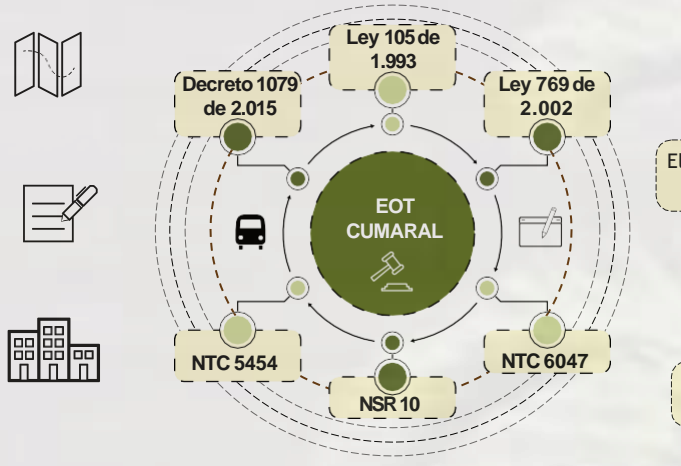 Ley 105 de
1.993
Decreto 1079
de 2.015
Ley 769 de
2.002
El
EOT
CUMARAL
NTC 5454
NTC 6047
NSR 10